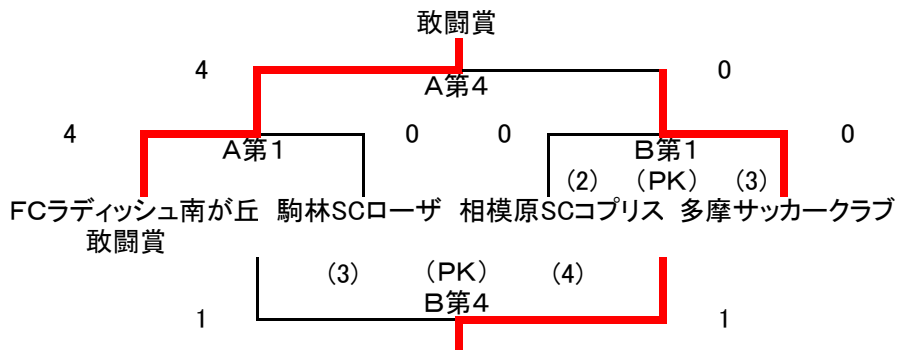 敢闘賞
4 0
A第4
4 0 0 0
A第1 B第1
(2) (PK) (3)
FCラディッシュ南が丘 駒林SCローザ 相模原SCコプリス 多摩サッカークラブ
敢闘賞
(3) (PK) (4)
B第4
1 1